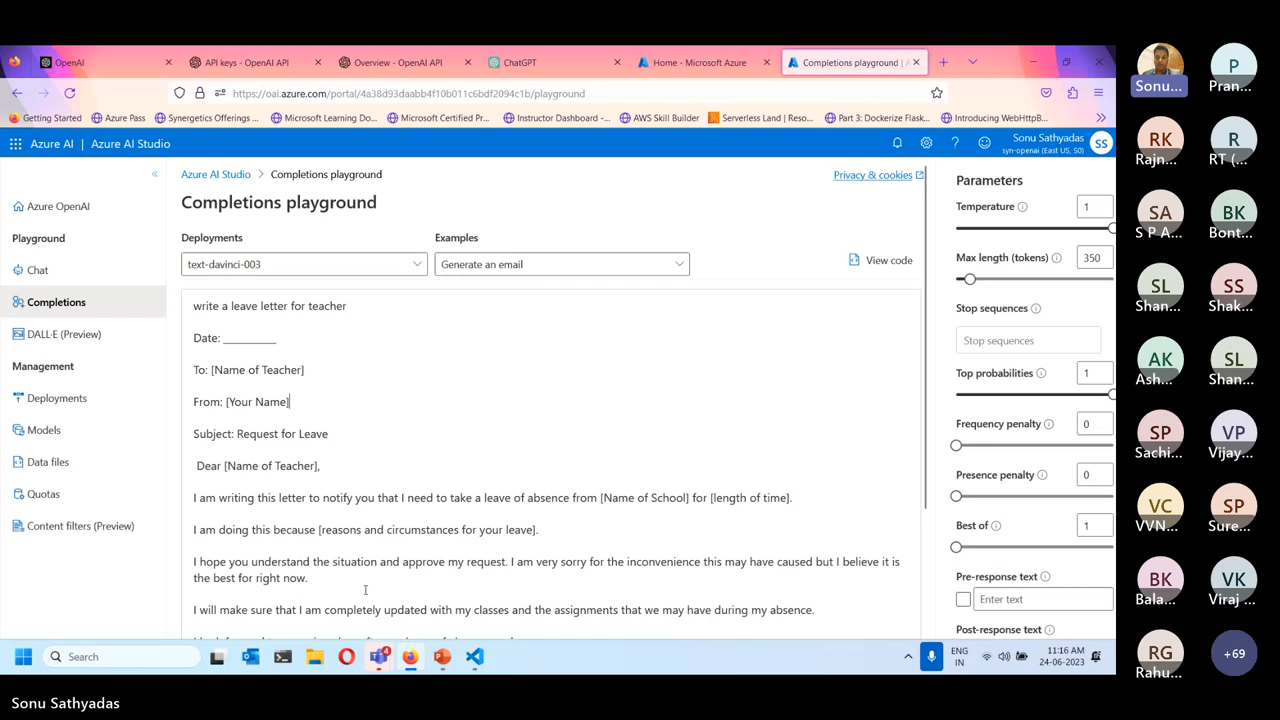 OpenAI
API keys - OpenAI API
Overview - OpenAI API
ChatGPT
Home - Microsoft Azure
Completions playground | A
https://oai.azure.com/portal/4a38d93daabb4f10b011c6bdf2094c1b/playground
Getting Started
Azure Pass
Synergetics Offerings ...
Microsoft Learning Do...
Microsoft Certified Pr...
Instructor Dashboard -...
AWS Skill Builder
Serverless Land | Reso...
Part 3: Dockerize Flask...
Introducing WebHttpB...
Azure AI | Azure AI Studio
Sonu Sathyadas
syn-openai (East US, S0)
SS
Azure OpenAI
Playground
Chat
Completions
DALL·E (Preview)
Management
Deployments
Models
Data files
Quotas
Content filters (Preview)
Azure AI Studio > Completions playground
Privacy & cookies
Completions playground
Deployments
Examples
text-davinci-003
Generate an email
View code
write a leave letter for teacher
Date: __________
To: [Name of Teacher]
From: [Your Name]
Subject: Request for Leave
Dear [Name of Teacher],
I am writing this letter to notify you that I need to take a leave of absence from [Name of School] for [length of time].
I am doing this because [reasons and circumstances for your leave].
I hope you understand the situation and approve my request. I am very sorry for the inconvenience this may have caused but I believe it is
the best for right now.
I will make sure that I am completely updated with my classes and the assignments that we may have during my absence.
Parameters
Temperature
1
Max length (tokens)
350
Stop sequences
Stop sequences
Top probabilities
1
Frequency penalty
0
Presence penalty
0
Best of
1
Pre-response text
Enter text
Post-response text
Search
4
ENG
IN
11:16 AM
24-06-2023
Sonu Sathyadas
Sonu...
P
Pran...
RK
Rajn...
R
RT (...
SA
S P A...
BK
Bont...
SL
Shan...
SS
Shak...
AK
Ash...
SL
Shan...
SP
Sachi...
VP
Vijay...
VC
VVN...
SP
Sure...
BK
Bala...
VK
Viraj ...
RG
Rahu...
+69